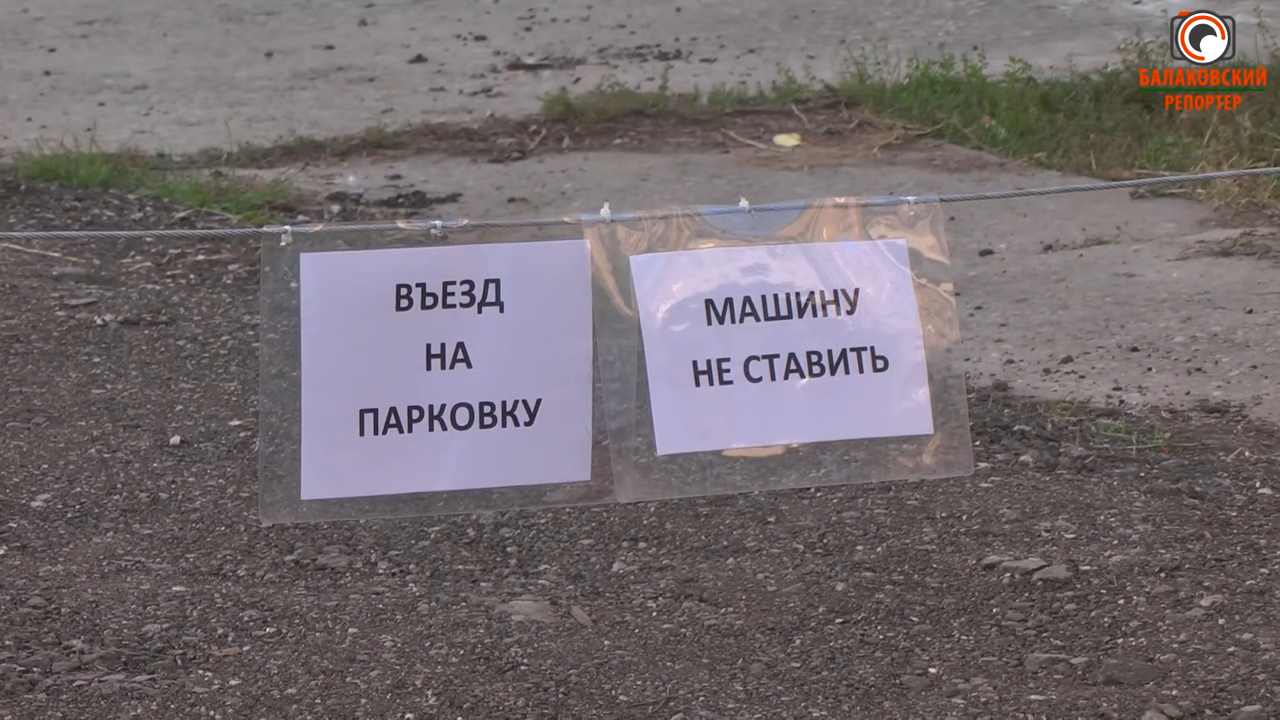 БАЛАКОВСКИЙ
РЕПОРТЕР
ВЪЕЗД
НА
ПАРКОВКУ
МАШИНУ
НЕ СТАВИТЬ